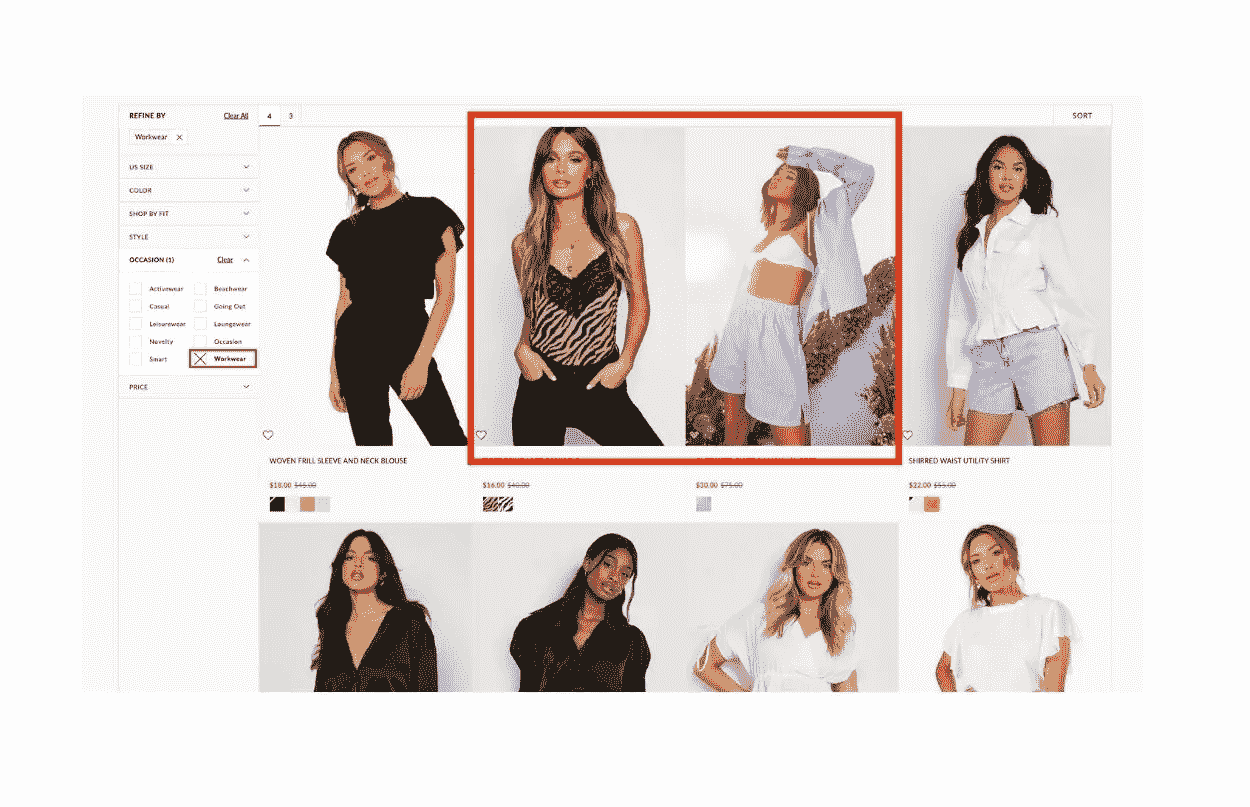 REFINE BY Clear All
Workwear
US SIZE
COLOR
SHOP BY FIT
STYLE
OCCASION (1) Clear
Activewear Beachwear
Casual Going Out
Leisurewear Loungewear
Novelty Occasion
Smart Workwear
PRICE
4 3 SORT
WOVEN FRILL SLEEVE AND NECK BLOUSE
$18.00 $45.00
$16.00 $40.00
$30.00 $75.00
SHIRRED WAIST UTILITY SHIRT
$22.00 $55.00